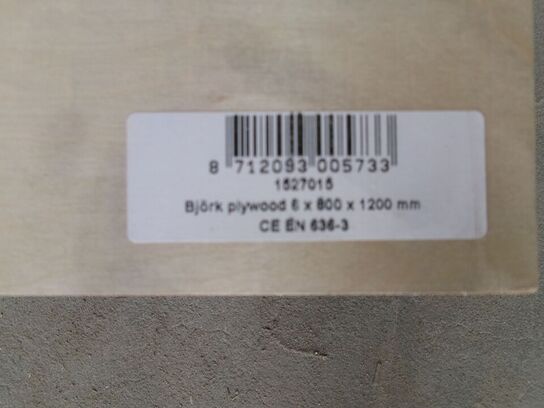 8 712093 005733
1527015
Björk plywood 6 x 800 x 1200 mm
CE EN 636-3